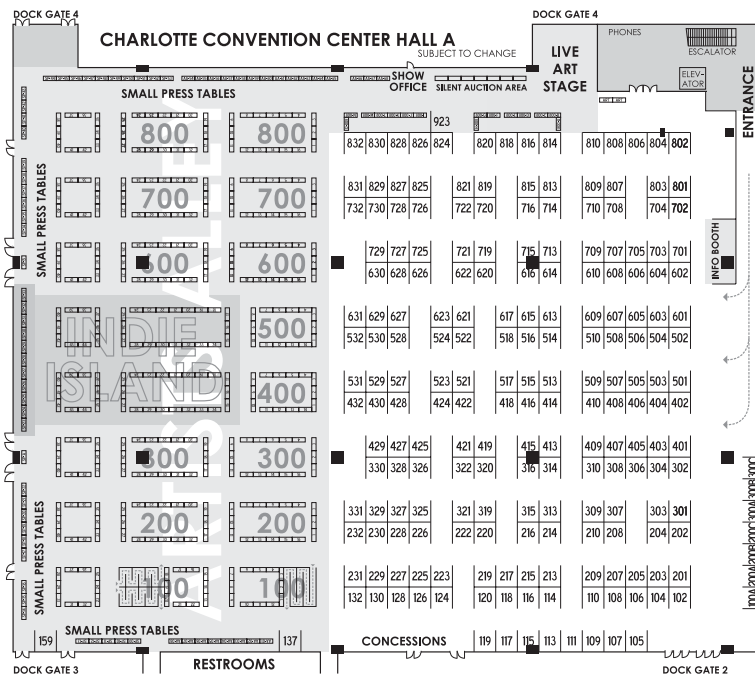 DOCK GATE 4
DOCK GATE 4
CHARLOTTE CONVENTION CENTER HALL A
SUBJECT TO CHANGE
PHONES
ESCALATOR
LIVE
ART
STAGE
ELEV-
ATOR
ENTRANCE
SHOW
OFFICE
SILENT AUCTION AREA
SMALL PRESS TABLES
SMALL PRESS TABLES
ARTISTS ALLEY
923
800 800
832 830 828 826 824 820 818 816 814 810 808 806 804 802
700 700
831 829 827 825 821 819 815 813 809 807 803 801
732 730 728 726 722 720 716 714 710 708 704 702
INFO BOOTH
600 600
729 727 725 721 719 715 713 709 707 705 703 701
630 628 626 622 620 616 614 610 608 606 604 602
INDIE
ISLAND
500
631 629 627 623 621 617 615 613 609 607 605 603 601
532 530 528 524 522 518 516 514 510 508 506 504 502
400
531 529 527 523 521 517 515 513 509 507 505 503 501
432 430 428 424 422 418 416 414 410 408 406 404 402
300 300
429 427 425 421 419 415 413 409 407 405 403 401
330 328 326 322 320 316 314 310 308 306 304 302
SMALL PRESS TABLES
200 200
331 329 327 325 321 319 315 313 309 307 303 301
232 230 228 226 222 220 216 214 210 208 204 202
100 100
231 229 227 225 223 219 217 215 213 209 207 205 203 201
132 130 128 126 124 120 118 116 114 110 108 106 104 102
SMALL PRESS TABLES
159
137
CONCESSIONS
119 117 115 113 111 109 107 105
DOCK GATE 3
RESTROOMS
DOCK GATE 2